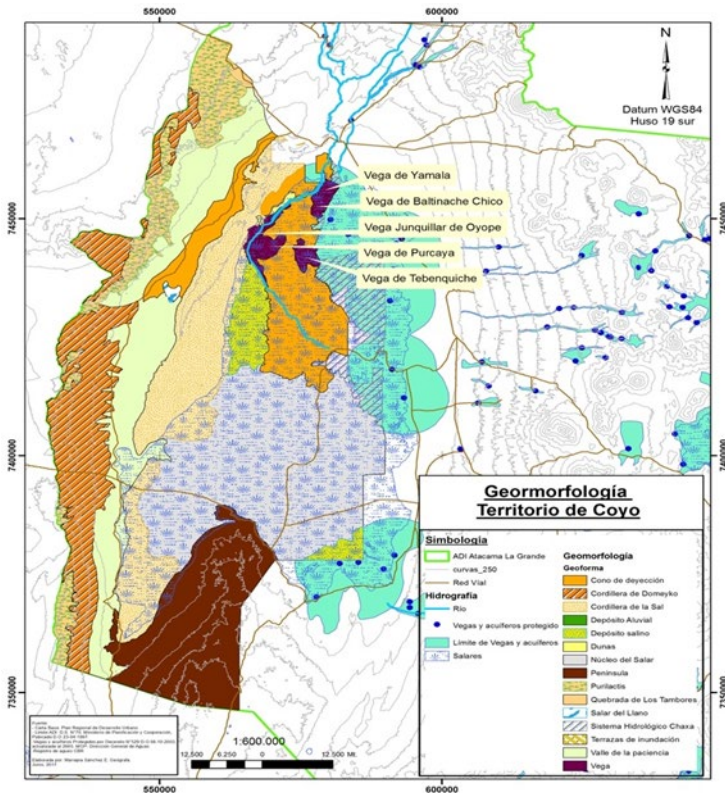 550000
600000
N
Datum WGS84
Huso 19 sur
7450000
7450000
Vega de Yamala
Vega de Baltinache Chico
Vega Junquillar de Oyope
Vega de Purcaya
Vega de Tebenquiche
7400000
7400000
7350000
7350000
Geormorfología
Territorio de Coyo
Simbología
ADI Atacama La Grande
curvas_250
Red Vial
Hidrografía
Río
Vegas y acuíferos protegido
Límite de Vegas y acuíferos
Salares
Geomorfología
Geoforma
Cono de deyección
Cordillera de Domeyko
Cordillera de la Sal
Depósito Aluvial
Depósito salino
Dunas
Núcleo del Salar
Península
Purilactis
Quebrada de Los Tambores
Salar del Llano
Sistema Hidrológico Chaxa
Terrazas de inundación
Valle de la paciencia
Vega
Fuente:
1:600.000
12.500 6.250 0 12.500 Mt.
550000
600000